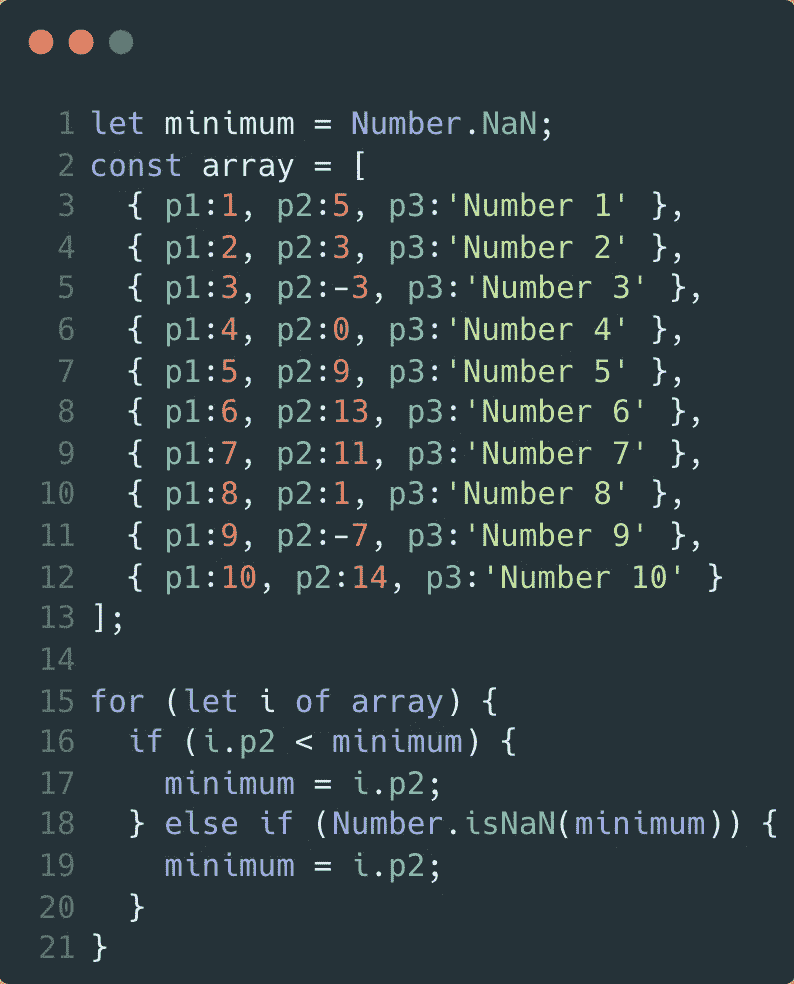 1 let minimum = Number.NaN;
2 const array = [
3   { p1:1, p2:5, p3:'Number 1' },
4   { p1:2, p2:3, p3:'Number 2' },
5   { p1:3, p2:-3, p3:'Number 3' },
6   { p1:4, p2:0, p3:'Number 4' },
7   { p1:5, p2:9, p3:'Number 5' },
8   { p1:6, p2:13, p3:'Number 6' },
9   { p1:7, p2:11, p3:'Number 7' },
10   { p1:8, p2:1, p3:'Number 8' },
11   { p1:9, p2:-7, p3:'Number 9' },
12   { p1:10, p2:14, p3:'Number 10' }
13 ];
14
15 for (let i of array) {
16   if (i.p2 < minimum) {
17     minimum = i.p2;
18   } else if (Number.isNaN(minimum)) {
19     minimum = i.p2;
20   }
21 }